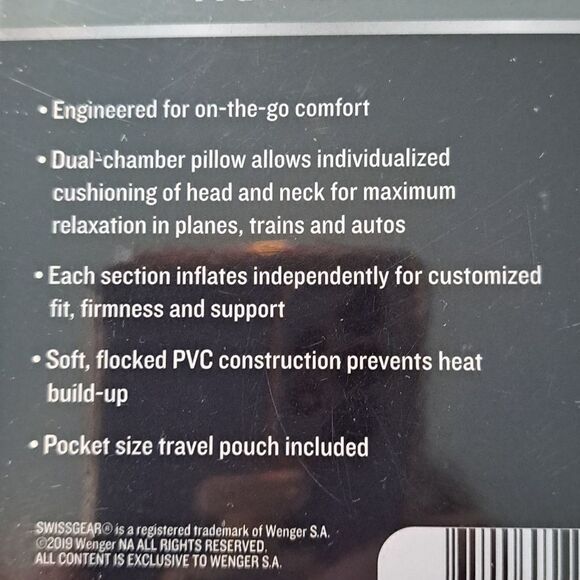 • Engineered for on-the-go comfort
• Dual-chamber pillow allows individualized
cushioning of head and neck for maximum
relaxation in planes, trains and autos
• Each section inflates independently for customized
fit, firmness and support
• Soft, flocked PVC construction prevents heat
build-up
• Pocket size travel pouch included
SWISSGEAR® is a registered trademark of Wenger S.A.
©2019 Wenger NA ALL RIGHTS RESERVED.
ALL CONTENT IS EXCLUSIVE TO WENGER S.A.